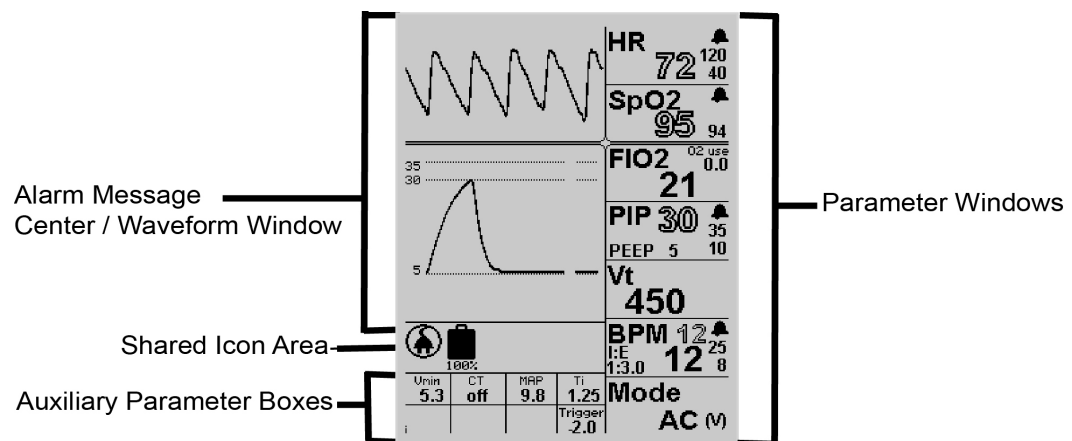 Alarm Message
Center / Waveform Window
Shared Icon Area
Auxiliary Parameter Boxes
35
30
5
100%
Vmin CT MAP Ti
5.3 off 9.8 1.25
Trigger
-2.0
i
HR
72 120
40
SpO2
95 94
FIO2 O2 use
0.0
21
PIP 30 35
PEEP 5 10
Vt
450
BPM 12
I:E 12 25
1:3.0 8
Mode
AC (V)
Parameter Windows